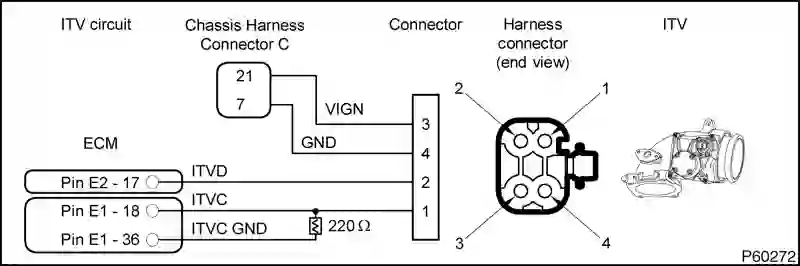 ITV circuit
Chassis Harness
Connector C
Connector
Harness
connector
(end view)
ITV
21
7
VIGN
GND
3
4
2
1
2
1
3
4
ECM
Pin E2 - 17
ITVD
Pin E1 - 18
ITVC
Pin E1 - 36
ITVC GND
220 Ω
P60272